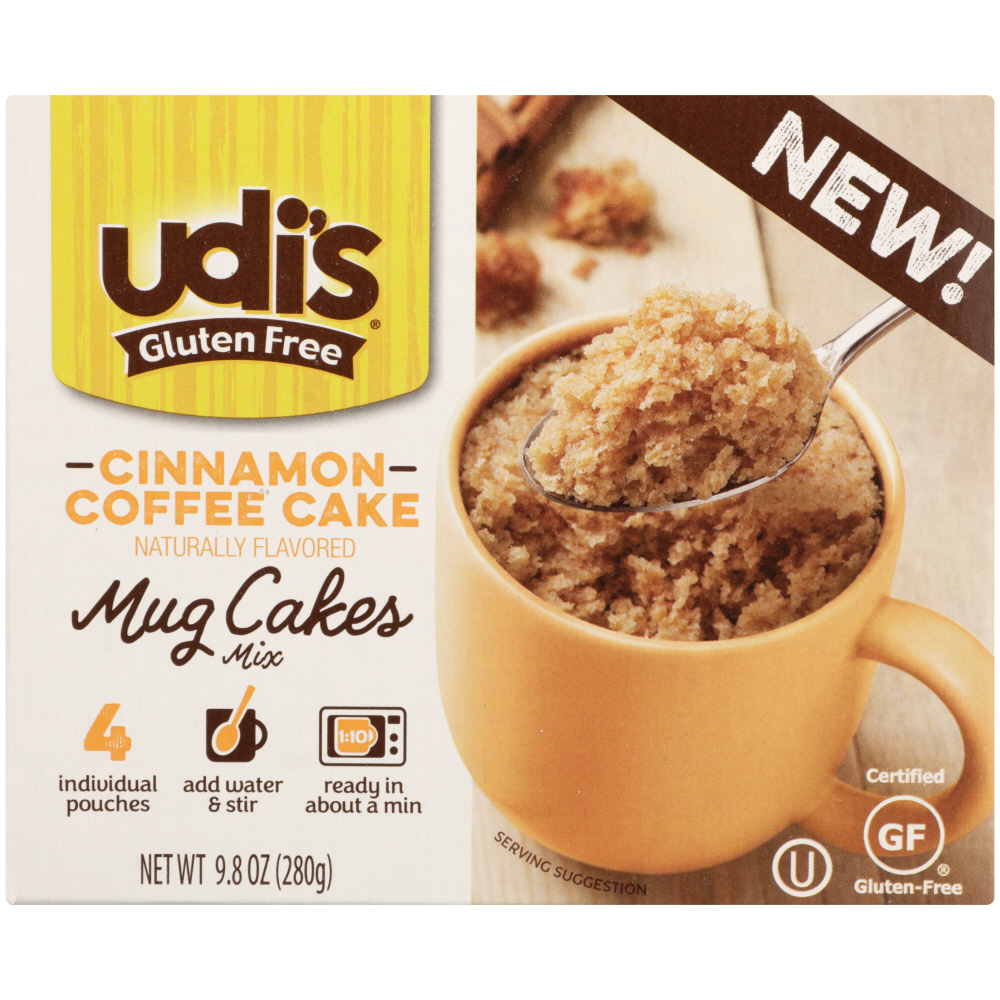 udi's®
Gluten Free
NEW!
CINNAMON
COFFEE CAKE
NATURALLY FLAVORED
Mug Cakes
Mix
4
individual
pouches
add water
& stir
1:10
ready in
about a min
NET WT 9.8 OZ (280g)
SERVING SUGGESTION
U
Certified
GF®
Gluten-Free